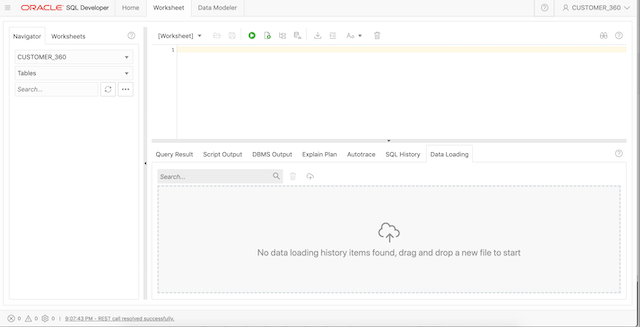 ORACLE SQL Developer Home Worksheet Data Modeler CUSTOMER_360
Navigator Worksheets
CUSTOMER_360
Tables
Search...
[Worksheet] Aa
1
Query Result Script Output DBMS Output Explain Plan Autotrace SQL History Data Loading
Search...
No data loading history items found, drag and drop a new file to start
0 0 0 | 9:07:43 PM - REST call resolved successfully.